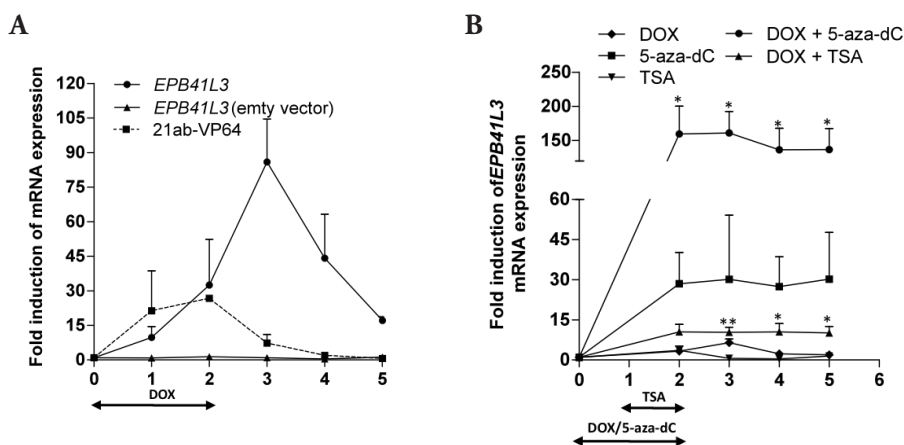 A
Fold induction of mRNA expression
120
105
90
75
60
45
30
15
0
EPB41L3
EPB41L3 (emty vector)
21ab-VP64
0 1 2 3 4 5
DOX
B
DOX
5-aza-dC
TSA
DOX + 5-aza-dC
DOX + TSA
Fold induction of EPB41L3
mRNA expression
250
200
150
60
45
30
15
0
* * * *
** * *
0 1 2 3 4 5 6
TSA
DOX/5-aza-dC